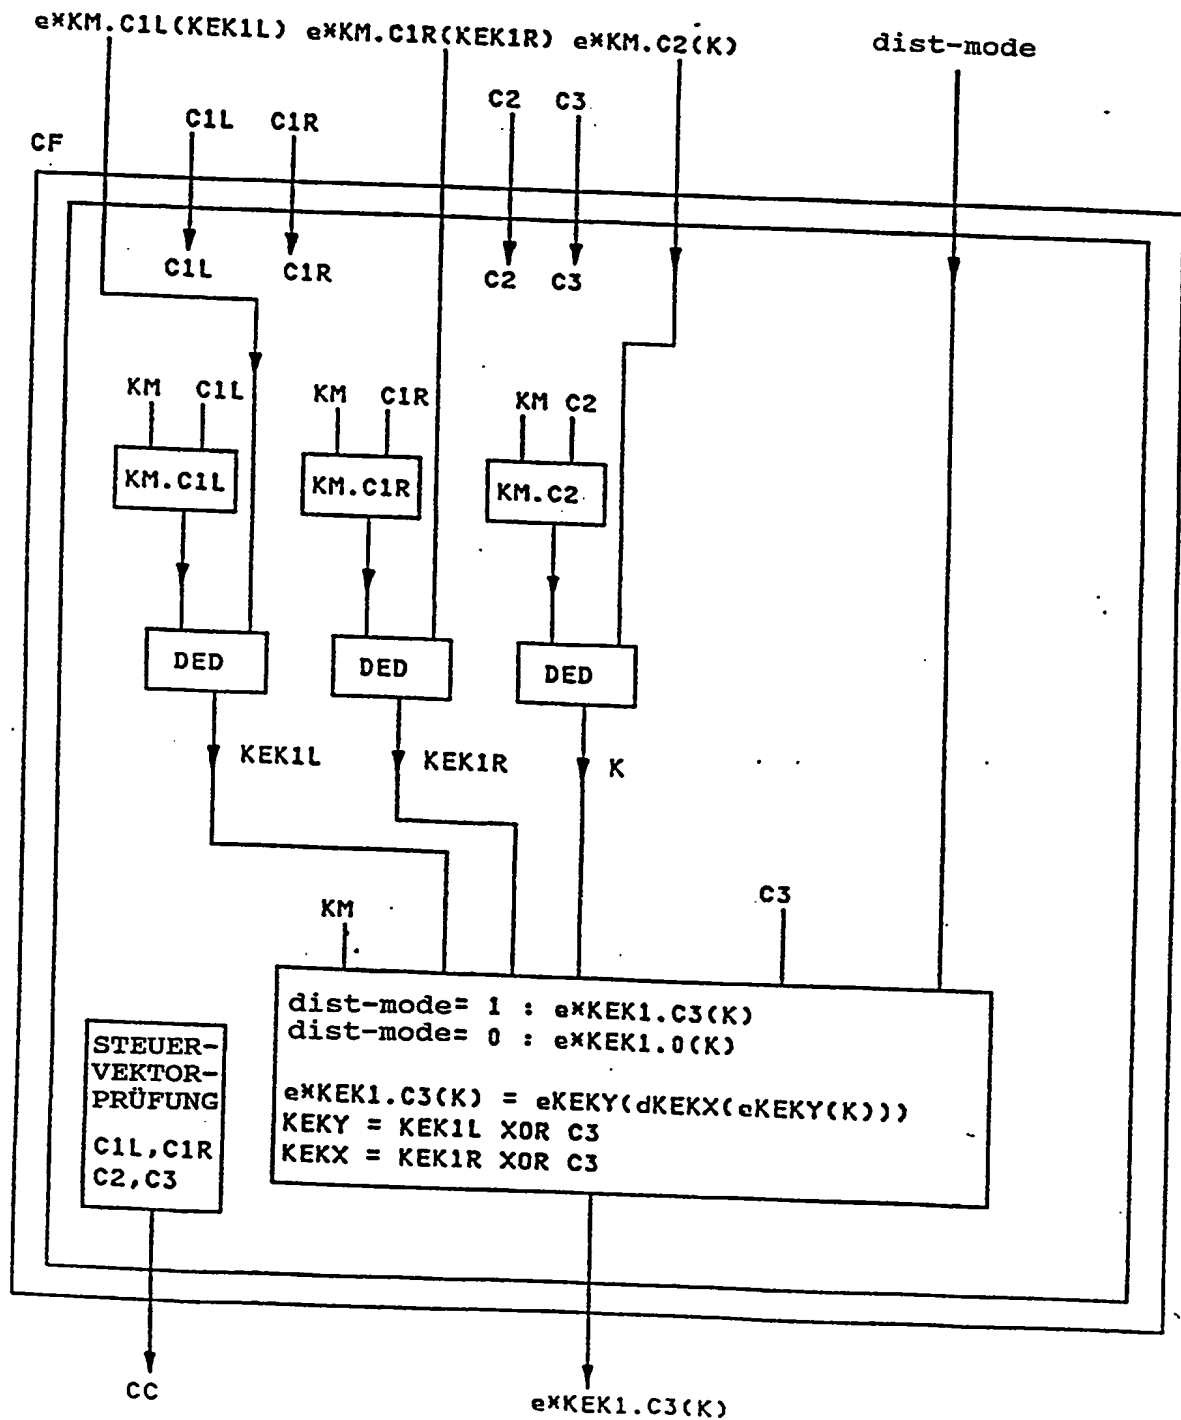 e*KM.C1L(KEK1L) e*KM.C1R(KEK1R) e*KM.C2(K) dist-mode
C1L C1R C2 C3
CF
C1L C1R C2 C3
KM C1L KM C1R KM C2
KM.C1L KM.C1R KM.C2
DED DED DED
KEK1L KEK1R K
KM C3
dist-mode= 1 : e*KEK1.C3(K)
dist-mode= 0 : e*KEK1.0(K)
e*KEK1.C3(K) = eKEKY(dKEKX(eKEKY(K)))
KEKY = KEK1L XOR C3
KEKX = KEK1R XOR C3
STEUER-
VEKTOR-
PRÜFUNG
C1L,C1R
C2,C3
CC
e*KEK1.C3(K)